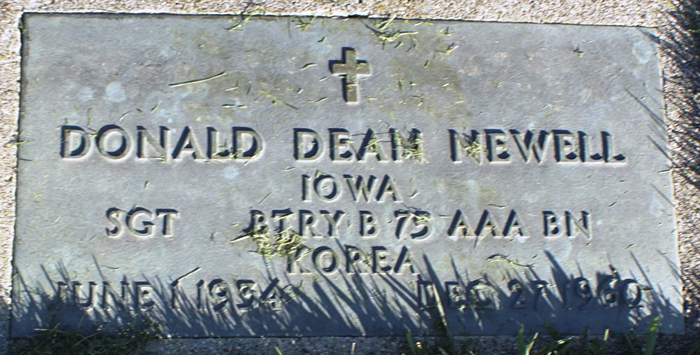 DONALD DEAN NEWELL
IOWA
SGT BTRY B 75 AAA BN
KOREA
JUNE 1 1934 DEC 27 1960